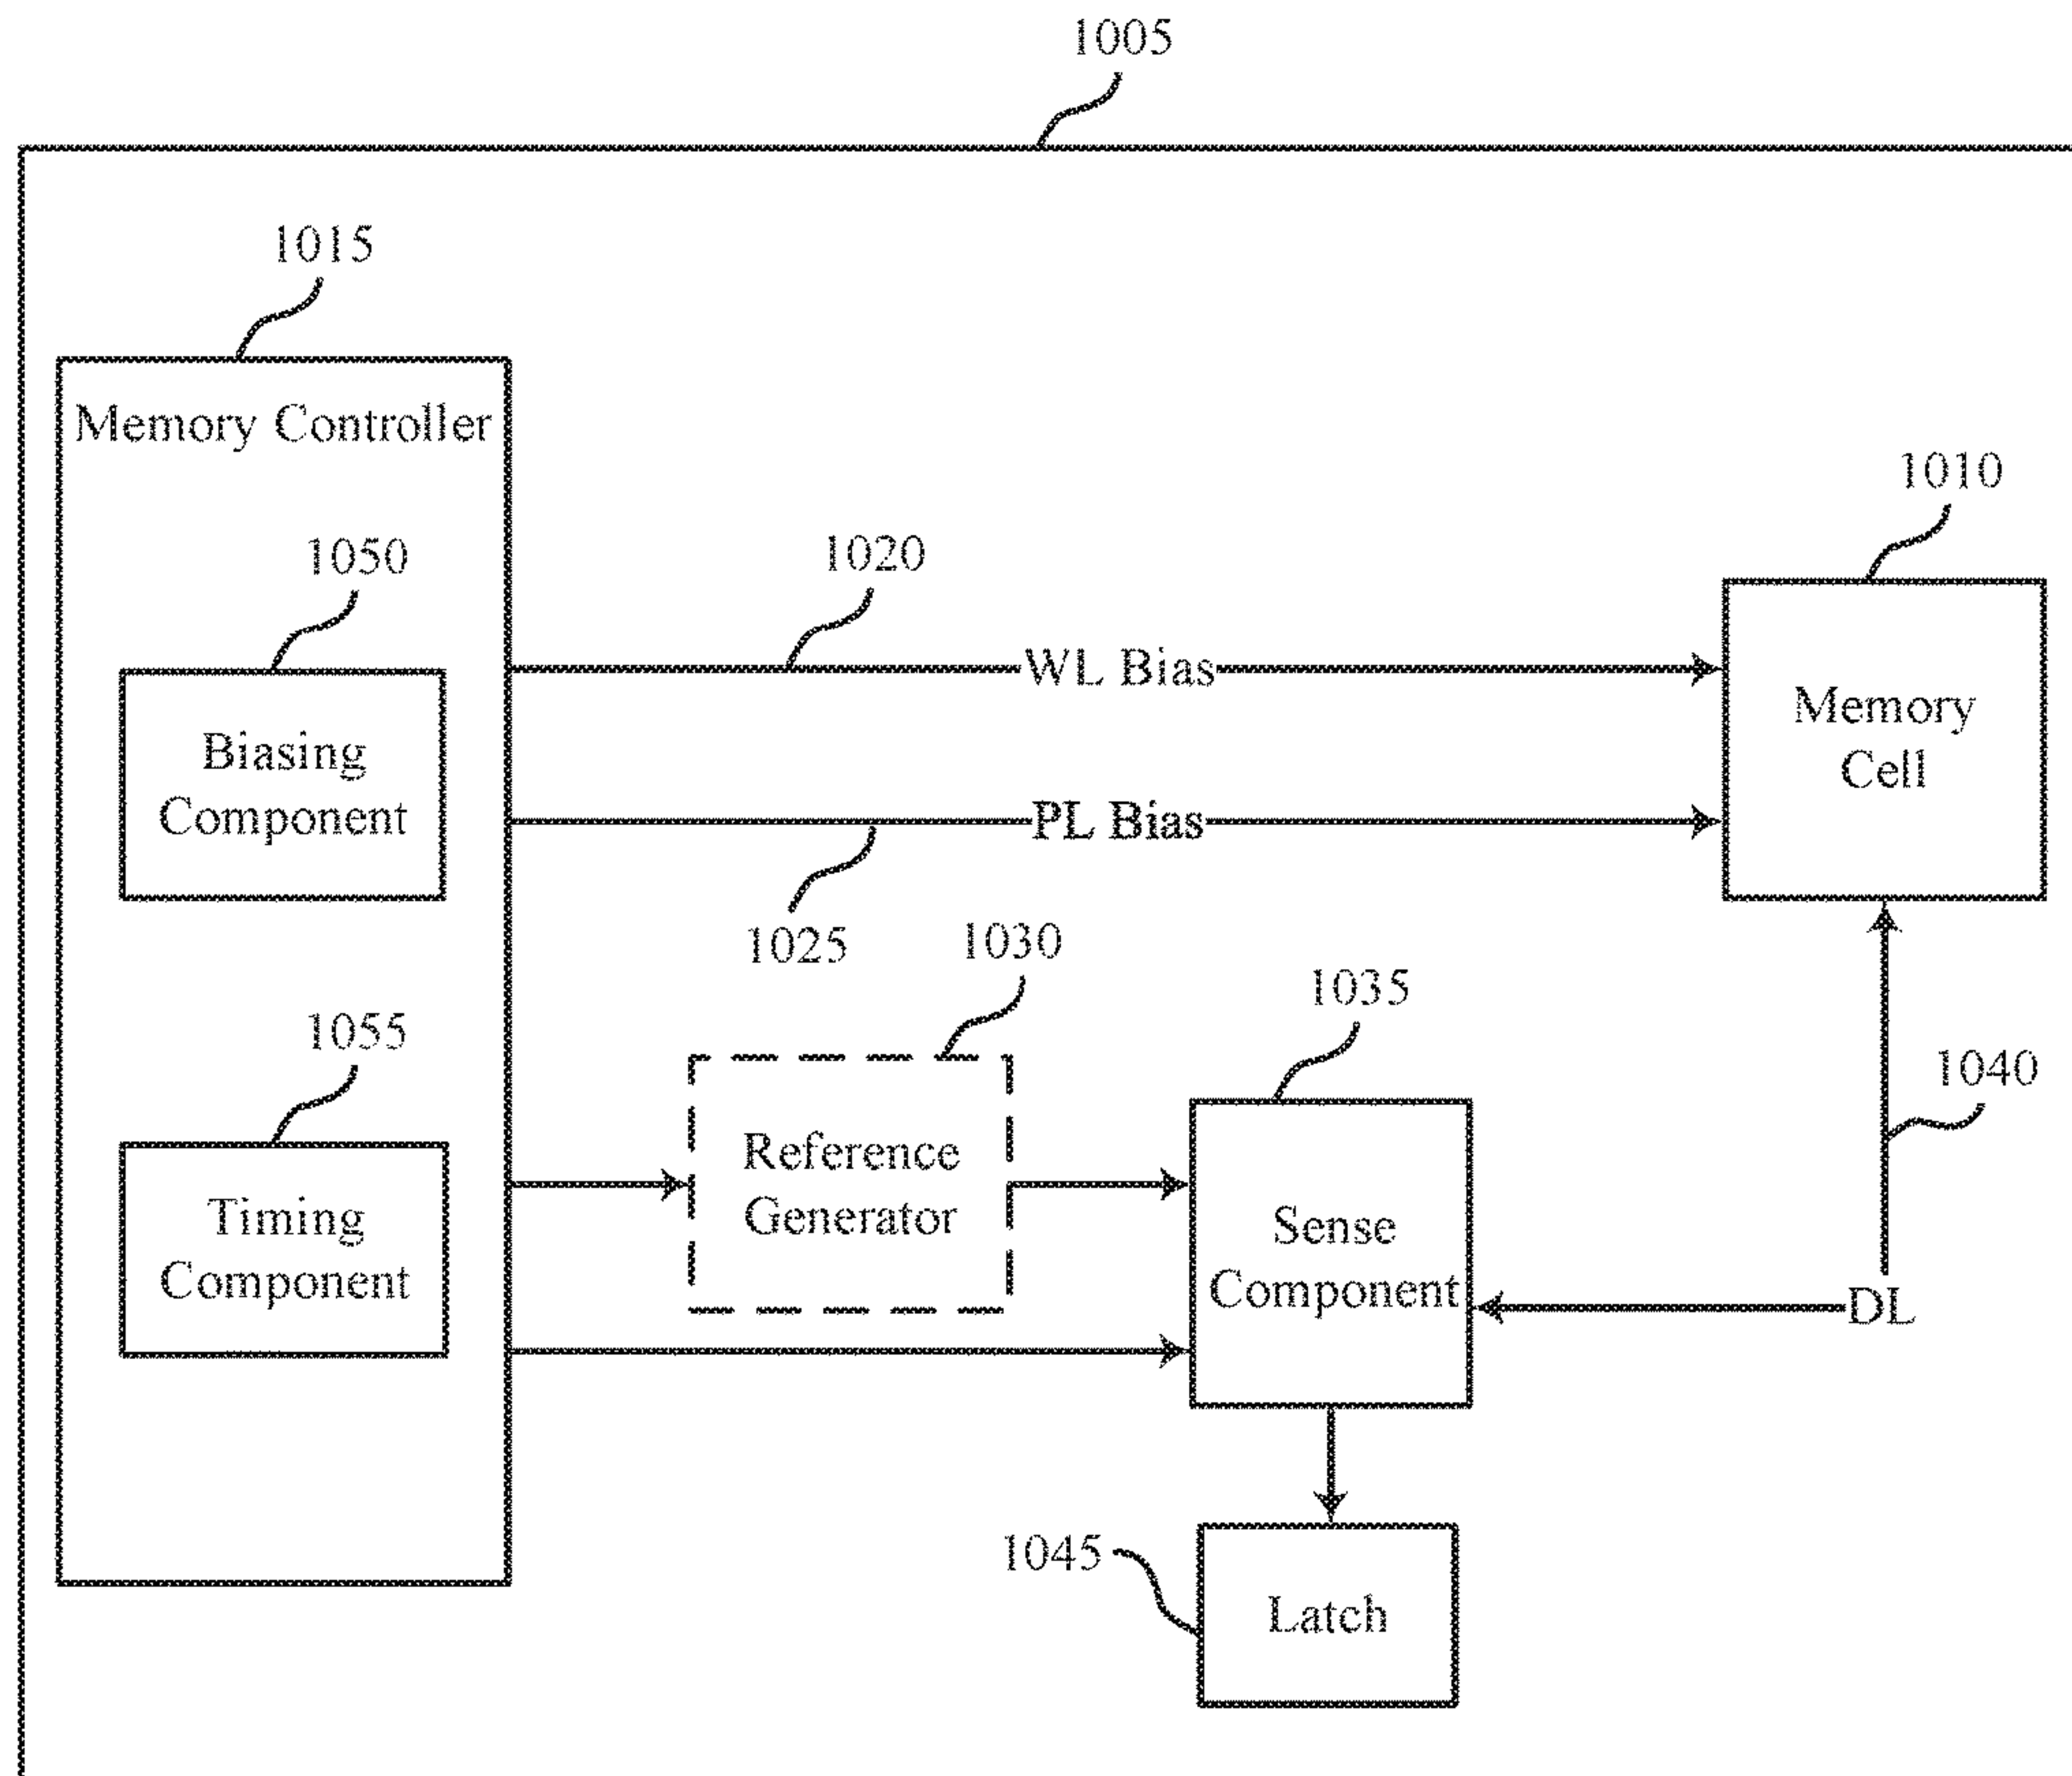 1005
1015
Memory Controller
1010
1050
1020
WL Bias
Memory
Cell
Biasing
Component
PL Bias
1025
1030
1035
1055
1040
Reference
Generator
Sense
Component
Timing
Component
DL
1045
Latch